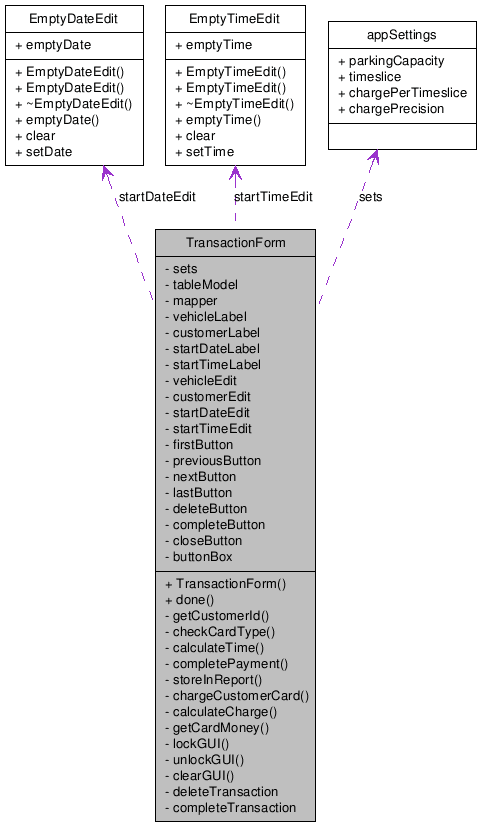 EmptyDateEdit
+ emptyDate
+ EmptyDateEdit()
+ EmptyDateEdit()
+ ~EmptyDateEdit()
+ emptyDate()
+ clear
+ setDate
EmptyTimeEdit
+ emptyTime
+ EmptyTimeEdit()
+ EmptyTimeEdit()
+ ~EmptyTimeEdit()
+ emptyTime()
+ clear
+ setTime
appSettings
+ parkingCapacity
+ timeslice
+ chargePerTimeslice
+ chargePrecision
startDateEdit
startTimeEdit
sets
TransactionForm
- sets
- tableModel
- mapper
- vehicleLabel
- customerLabel
- startDateLabel
- startTimeLabel
- vehicleEdit
- customerEdit
- startDateEdit
- startTimeEdit
- firstButton
- previousButton
- nextButton
- lastButton
- deleteButton
- completeButton
- closeButton
- buttonBox
+ TransactionForm()
+ done()
- getCustomerId()
- checkCardType()
- calculateTime()
- completePayment()
- storeInReport()
- chargeCustomerCard()
- calculateCharge()
- getCardMoney()
- lockGUI()
- unlockGUI()
- clearGUI()
- deleteTransaction
- completeTransaction